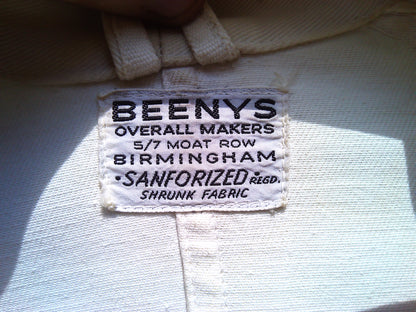 BEENYS
OVERALL MAKERS
5/7 MOAT ROW
BIRMINGHAM
•SANFORIZED• REGD.
SHRUNK FABRIC